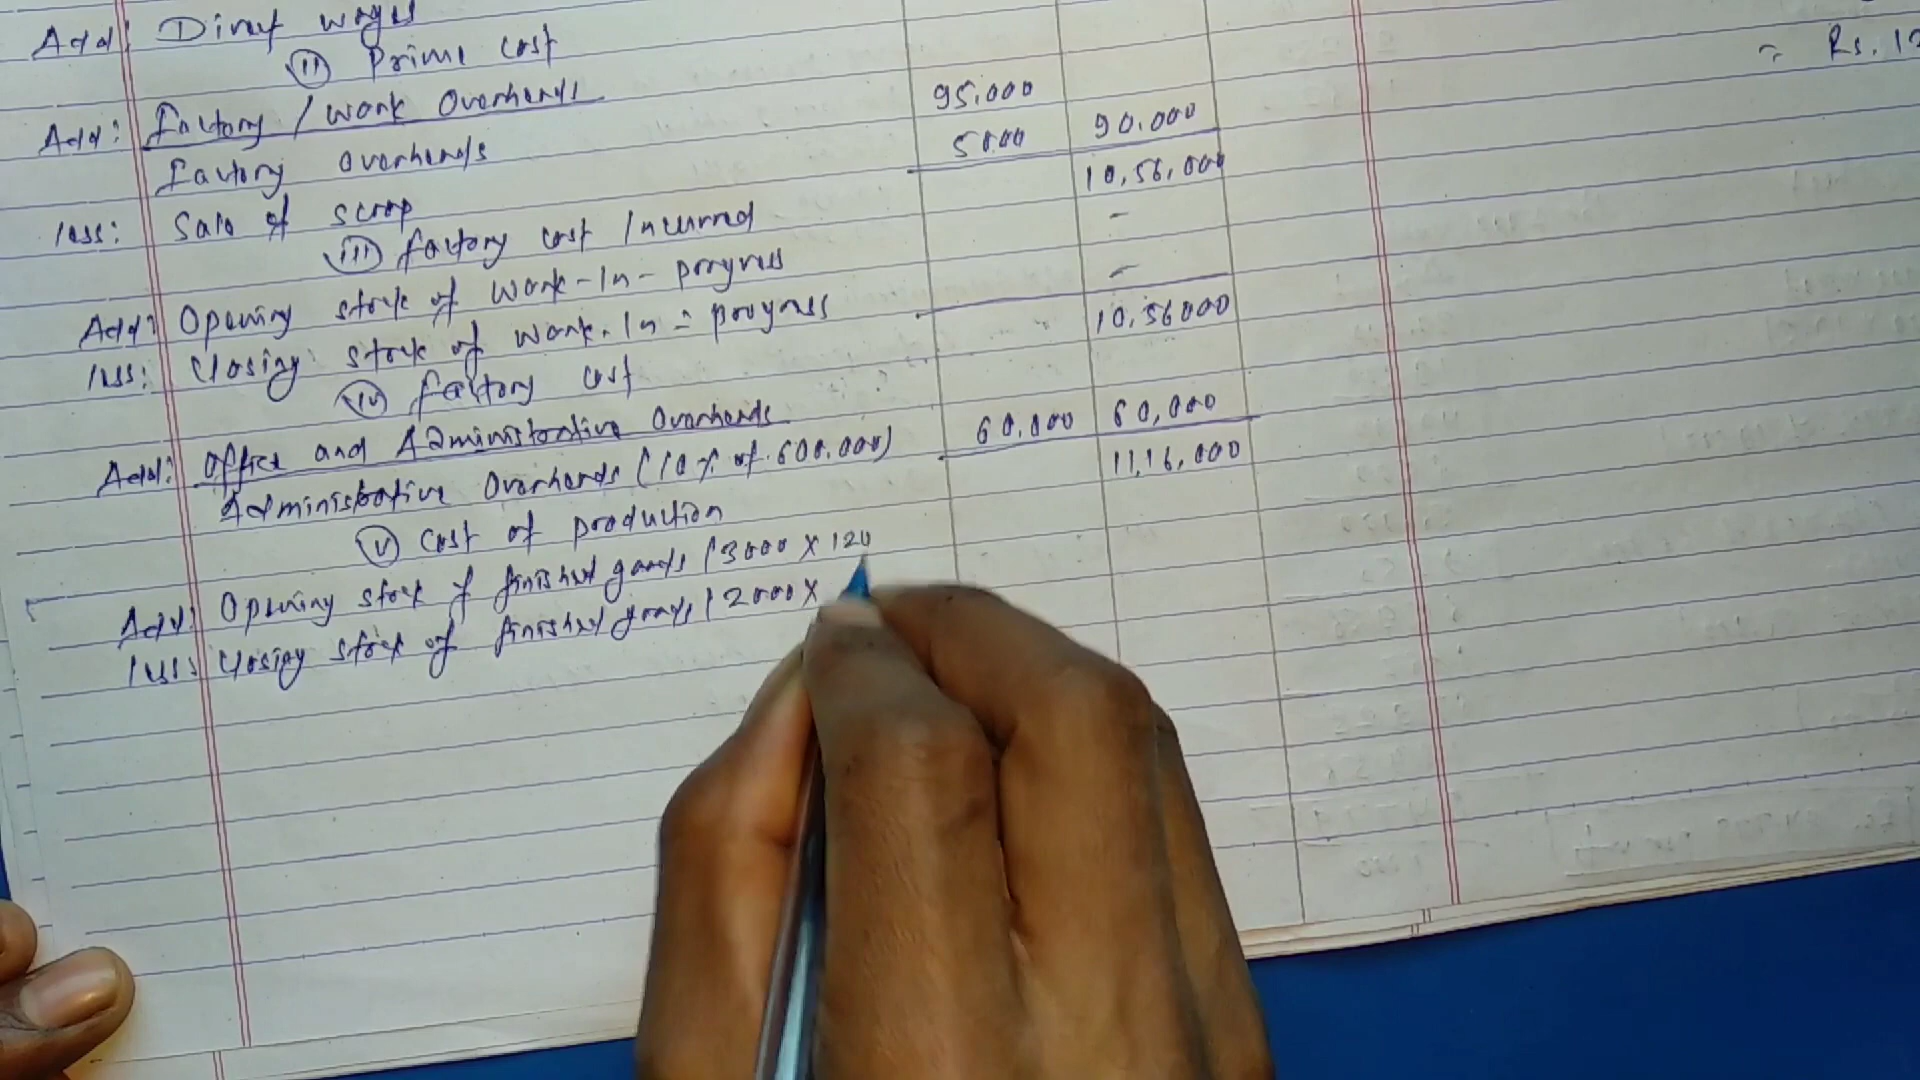 Add: Direct wages
(ii) Prime cost
Add: Factory / Work Overheads
Factory Overheads 95,000
less: Sale of scrap 5000 90,000
(iii) factory cost Incurred 10,56,000
Add: Opening stock of Work-In-progress -
less: Closing stock of Work-In-progress -
(iv) factory cost 10,56000
Add: Office and Administrative Overheads
Administrative Overheads (10% of 600,000) 60,000 60,000
(v) Cost of production 11,16,000
Add: Opening stock of finished goods (3000 x 120
less: Closing stock of finished goods (2000 x
= Rs. 12